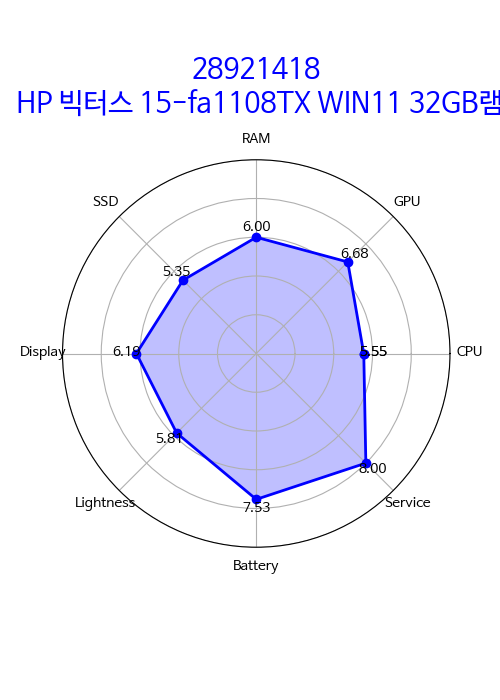 28921418
HP 빅터스 15-fa1108TX WIN11 32GB램
RAM
SSD
GPU
6.00
6.68
5.35
Display
6.19
5.55
CPU
5.81
8.00
Lightness
7.53
Service
Battery